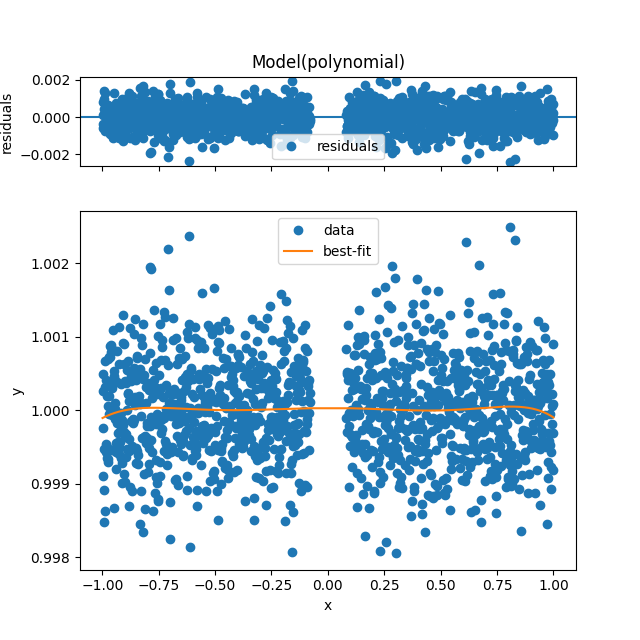 Model(polynomial)
0.002
0.000
−0.002
residuals
residuals
data
best-fit
1.002
1.001
1.000
0.999
0.998
y
−1.00 −0.75 −0.50 −0.25 0.00 0.25 0.50 0.75 1.00
x